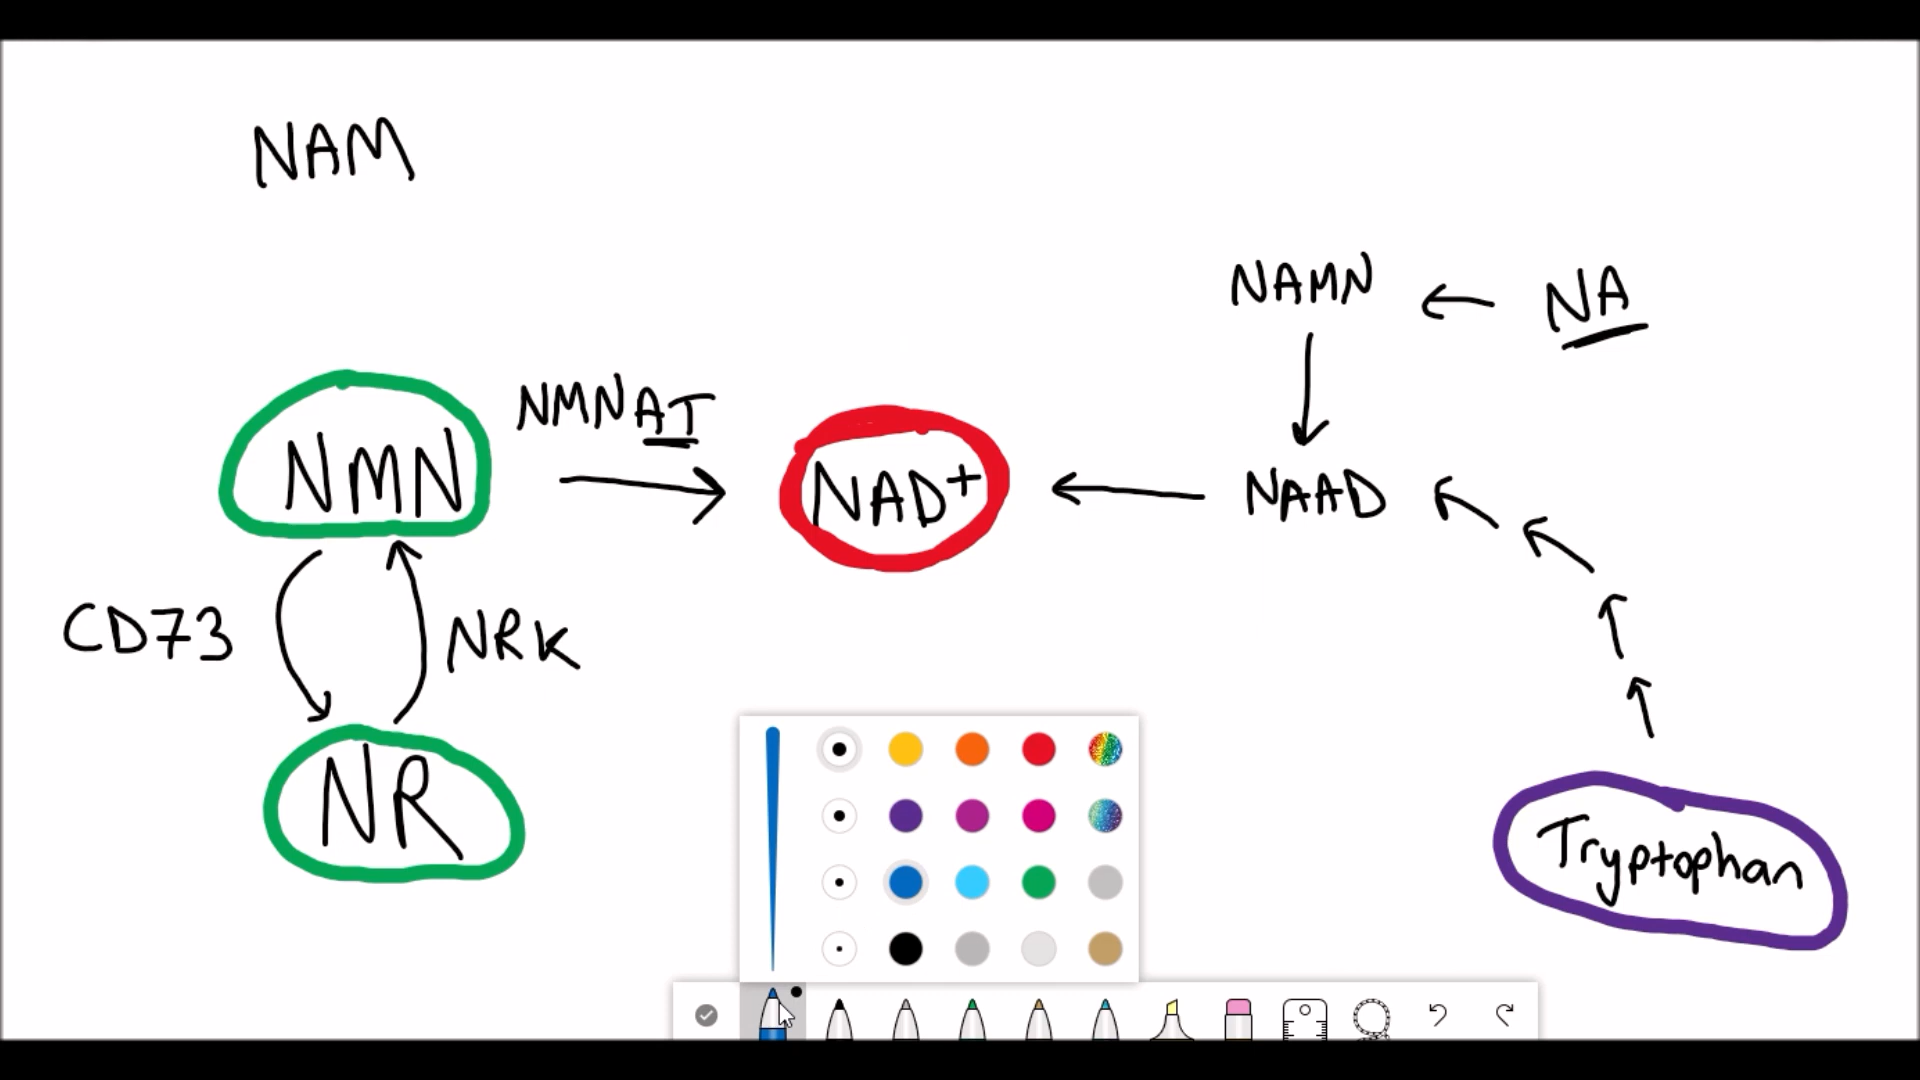 NAM
NAMN ← NA
NMNAT
NMN → NAD+ ← NAAD
CD73 NRK
NR
Tryptophan